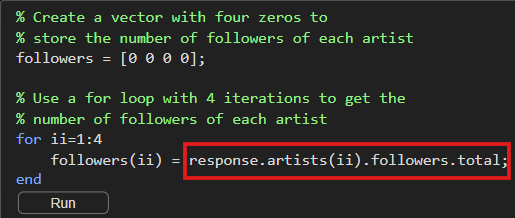 % Create a vector with four zeros to
% store the number of followers of each artist
followers = [0 0 0 0];
% Use a for loop with 4 iterations to get the
% number of followers of each artist
for ii=1:4
    followers(ii) = response.artists(ii).followers.total;
end
Run